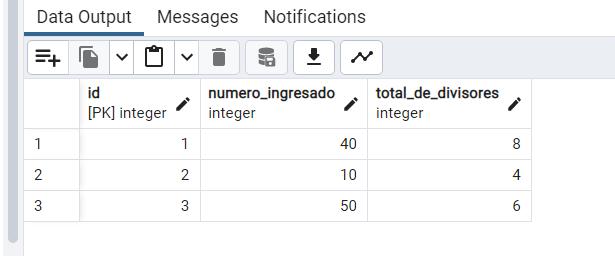 Data Output Messages Notifications
id numero_ingresado total_de_divisores
[PK] integer integer integer
1 1 40 8
2 2 10 4
3 3 50 6